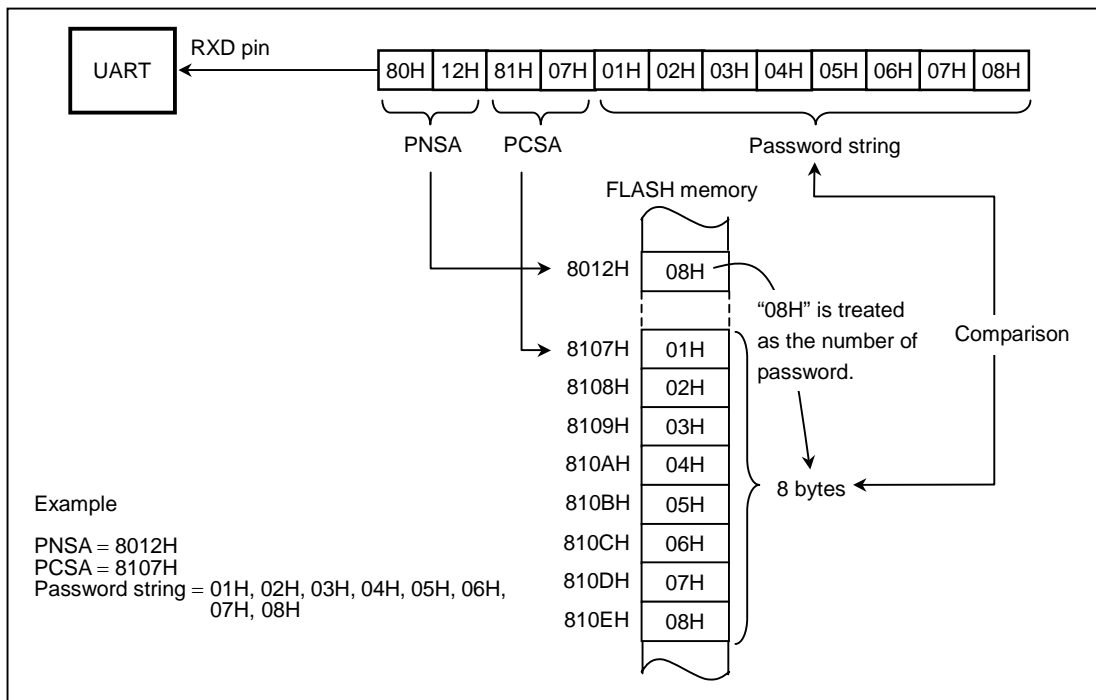 UART
RXD pin
80H 12H 81H 07H 01H 02H 03H 04H 05H 06H 07H 08H
PNSA PCSA Password string
FLASH memory
8012H 08H
“08H” is treated
as the number of
password.
Comparison
8107H 01H
8108H 02H
8109H 03H
810AH 04H
810BH 05H
810CH 06H
810DH 07H
810EH 08H
8 bytes
Example
PNSA = 8012H
PCSA = 8107H
Password string = 01H, 02H, 03H, 04H, 05H, 06H,
07H, 08H